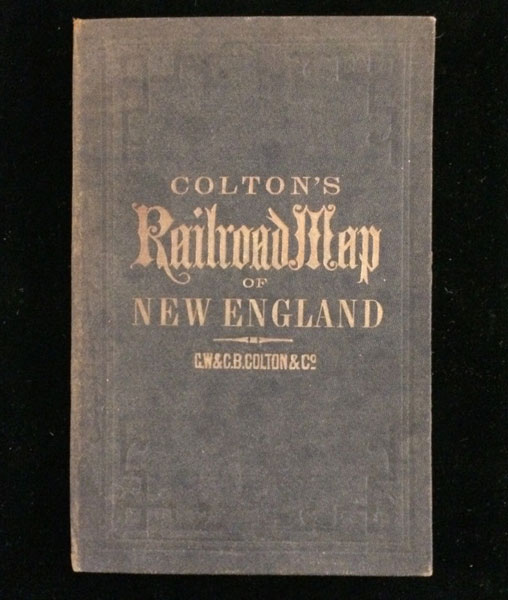 COLTON'S
Railroad Map
OF
NEW ENGLAND
G.W.& C.B. COLTON & Co